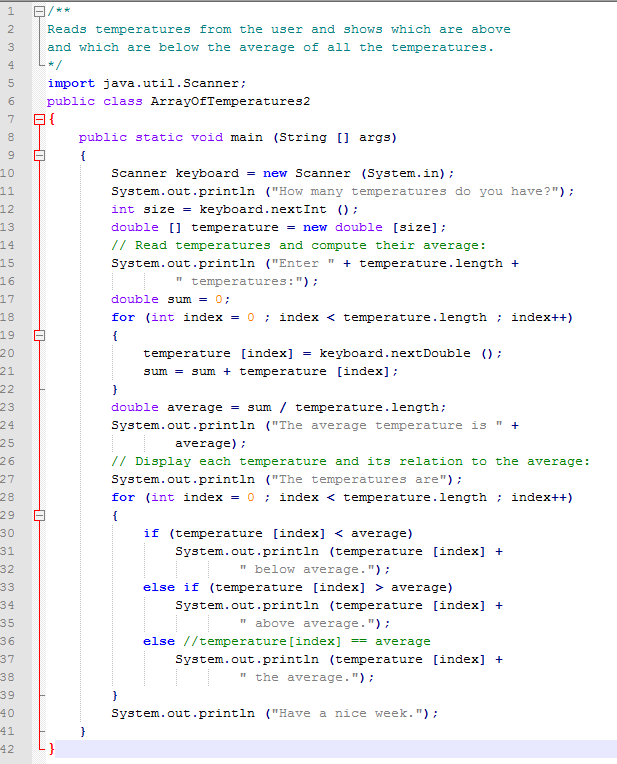 1 /**
2 Reads temperatures from the user and shows which are above
3 and which are below the average of all the temperatures.
4 */
5 import java.util.Scanner;
6 public class ArrayOfTemperatures2
7 {
8     public static void main (String [] args)
9     {
10         Scanner keyboard = new Scanner (System.in);
11         System.out.println ("How many temperatures do you have?");
12         int size = keyboard.nextInt ();
13         double [] temperature = new double [size];
14         // Read temperatures and compute their average:
15         System.out.println ("Enter " + temperature.length +
16                 " temperatures:");
17         double sum = 0;
18         for (int index = 0 ; index < temperature.length ; index++)
19         {
20             temperature [index] = keyboard.nextDouble ();
21             sum = sum + temperature [index];
22         }
23         double average = sum / temperature.length;
24         System.out.println ("The average temperature is " +
25                 average);
26         // Display each temperature and its relation to the average:
27         System.out.println ("The temperatures are");
28         for (int index = 0 ; index < temperature.length ; index++)
29         {
30             if (temperature [index] < average)
31                 System.out.println (temperature [index] +
32                         " below average.");
33             else if (temperature [index] > average)
34                 System.out.println (temperature [index] +
35                         " above average.");
36             else //temperature[index] == average
37                 System.out.println (temperature [index] +
38                         " the average.");
39         }
40         System.out.println ("Have a nice week.");
41     }
42 }